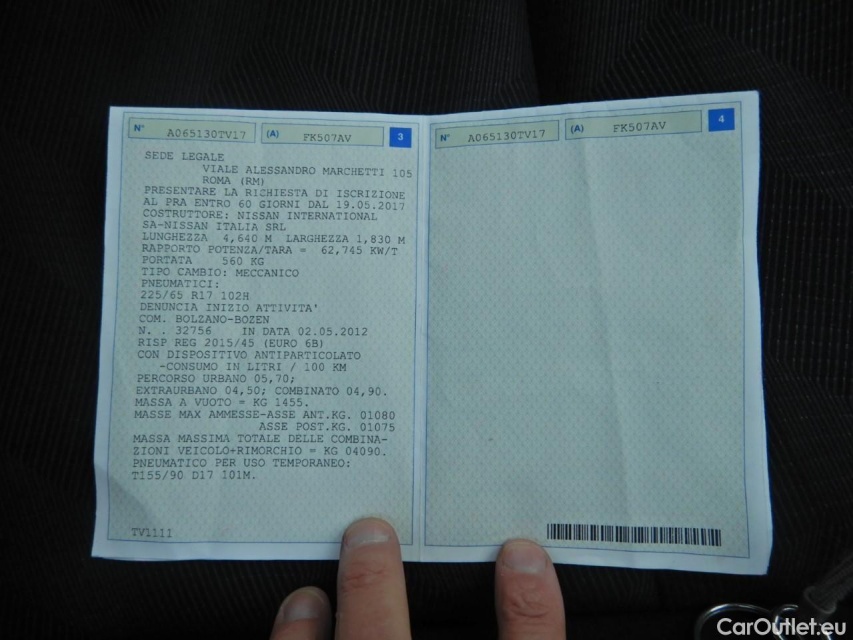 N° A065130TV17 (A) FK507AV 3
SEDE LEGALE
VIALE ALESSANDRO MARCHETTI 105
ROMA (RM)
PRESENTARE LA RICHIESTA DI ISCRIZIONE
AL PRA ENTRO 60 GIORNI DAL 19.05.2017
COSTRUTTORE: NISSAN INTERNATIONAL
SA-NISSAN ITALIA SRL
LUNGHEZZA 4,640 M LARGHEZZA 1,830 M
RAPPORTO POTENZA/TARA = 62,745 KW/T
PORTATA 560 KG
TIPO CAMBIO: MECCANICO
PNEUMATICI:
225/65 R17 102H
DENUNCIA INIZIO ATTIVITA'
COM. BOLZANO-BOZEN
N. . 32756 IN DATA 02.05.2012
RISP REG 2015/45 (EURO 6B)
CON DISPOSITIVO ANTIPARTICOLATO
-CONSUMO IN LITRI / 100 KM
PERCORSO URBANO 05,70;
EXTRAURBANO 04,50; COMBINATO 04,90.
MASSA A VUOTO = KG 1455.
MASSE MAX AMMESSE-ASSE ANT.KG. 01080
ASSE POST.KG. 01075
MASSA MASSIMA TOTALE DELLE COMBINA-
ZIONI VEICOLO+RIMORCHIO = KG 04090.
PNEUMATICO PER USO TEMPORANEO:
T155/90 D17 101M.
TV1111
N° A065130TV17 (A) FK507AV 4
CarOutlet.eu